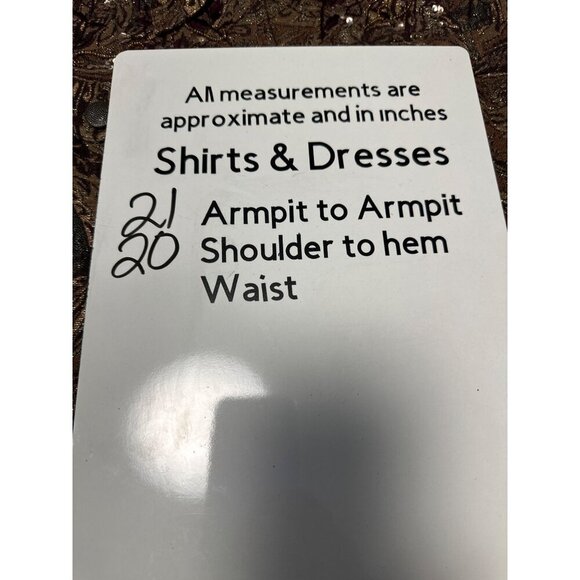 All measurements are
approximate and in inches
Shirts & Dresses
21 Armpit to Armpit
20 Shoulder to hem
Waist